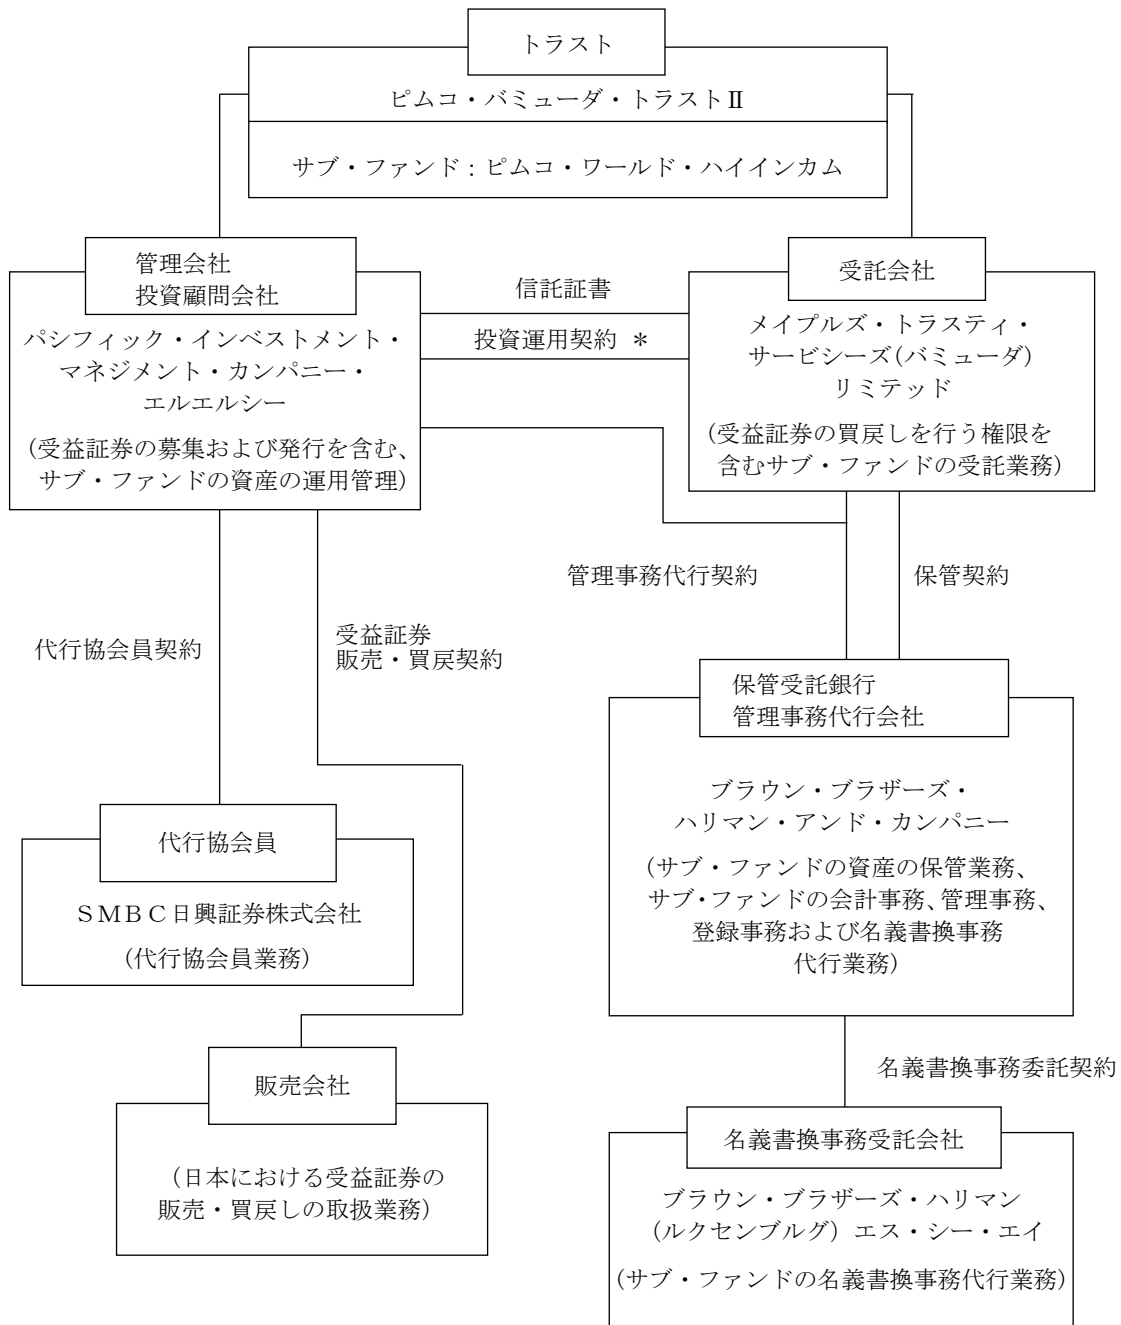 トラスト
ピムコ・バミューダ・トラストⅡ
サブ・ファンド：ピムコ・ワールド・ハイインカム
管理会社
投資顧問会社
パシフィック・インベストメント・
マネジメント・カンパニー・
エルエルシー
(受益証券の募集および発行を含む、
サブ・ファンドの資産の運用管理)
信託証書
投資運用契約 ＊
受託会社
メイプルズ・トラスティ・
サービシーズ(バミューダ)
リミテッド
(受益証券の買戻しを行う権限を
含むサブ・ファンドの受託業務)
管理事務代行契約
保管契約
代行協会員契約
受益証券
販売・買戻契約
保管受託銀行
管理事務代行会社
ブラウン・ブラザーズ・
ハリマン・アンド・カンパニー
(サブ・ファンドの資産の保管業務、
サブ・ファンドの会計事務、管理事務、
登録事務および名義書換事務
代行業務)
代行協会員
ＳＭＢＣ日興証券株式会社
(代行協会員業務)
販売会社
(日本における受益証券の
販売・買戻しの取扱業務)
名義書換事務委託契約
名義書換事務受託会社
ブラウン・ブラザーズ・ハリマン
(ルクセンブルグ) エス・シー・エイ
(サブ・ファンドの名義書換事務代行業務)